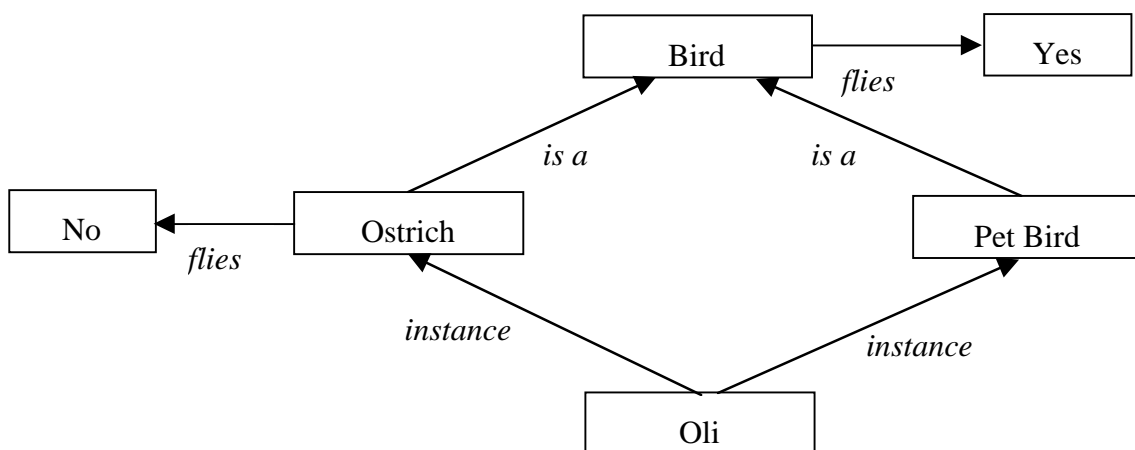 Bird
Yes
flies
is a
is a
No
Ostrich
Pet Bird
flies
instance
instance
Oli